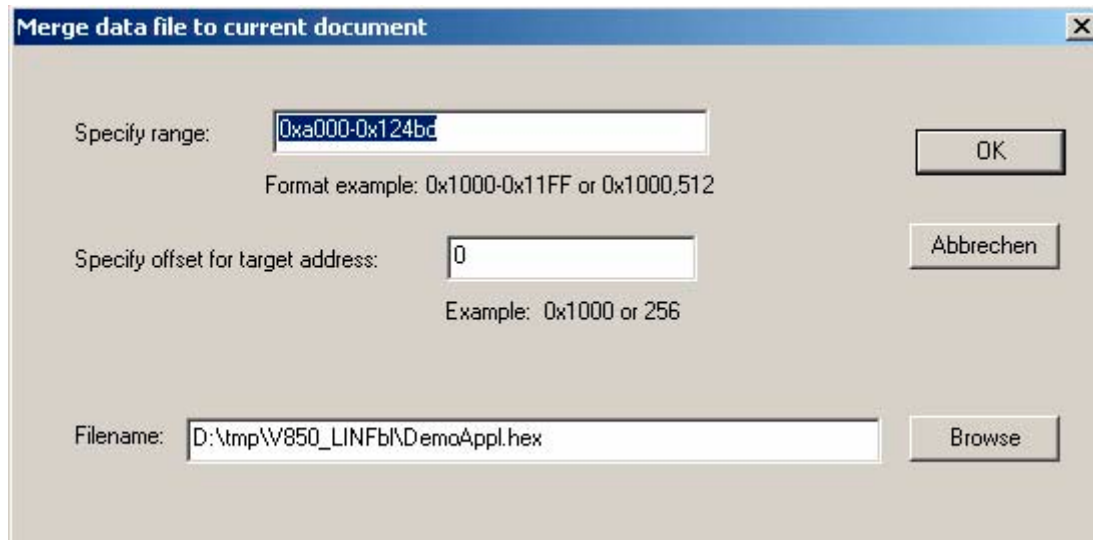 Merge data file to current document
Specify range: 0xa000-0x124bd
OK
Format example: 0x1000-0x11FF or 0x1000,512
Specify offset for target address: 0
Abbrechen
Example: 0x1000 or 256
Filename: D:\tmp\V850_LINFbl\DemoAppl.hex
Browse